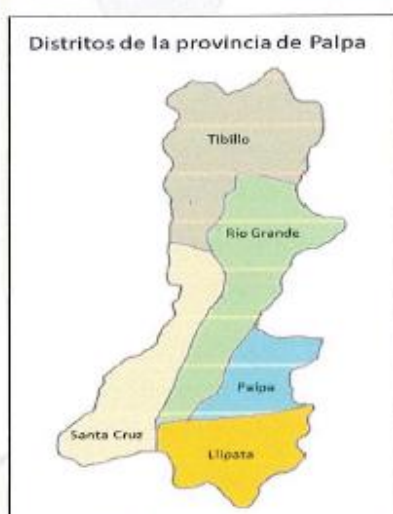 Distritos de la provincia de Palpa
Tibillo
Río Grande
Palpa
Santa Cruz
Llipata